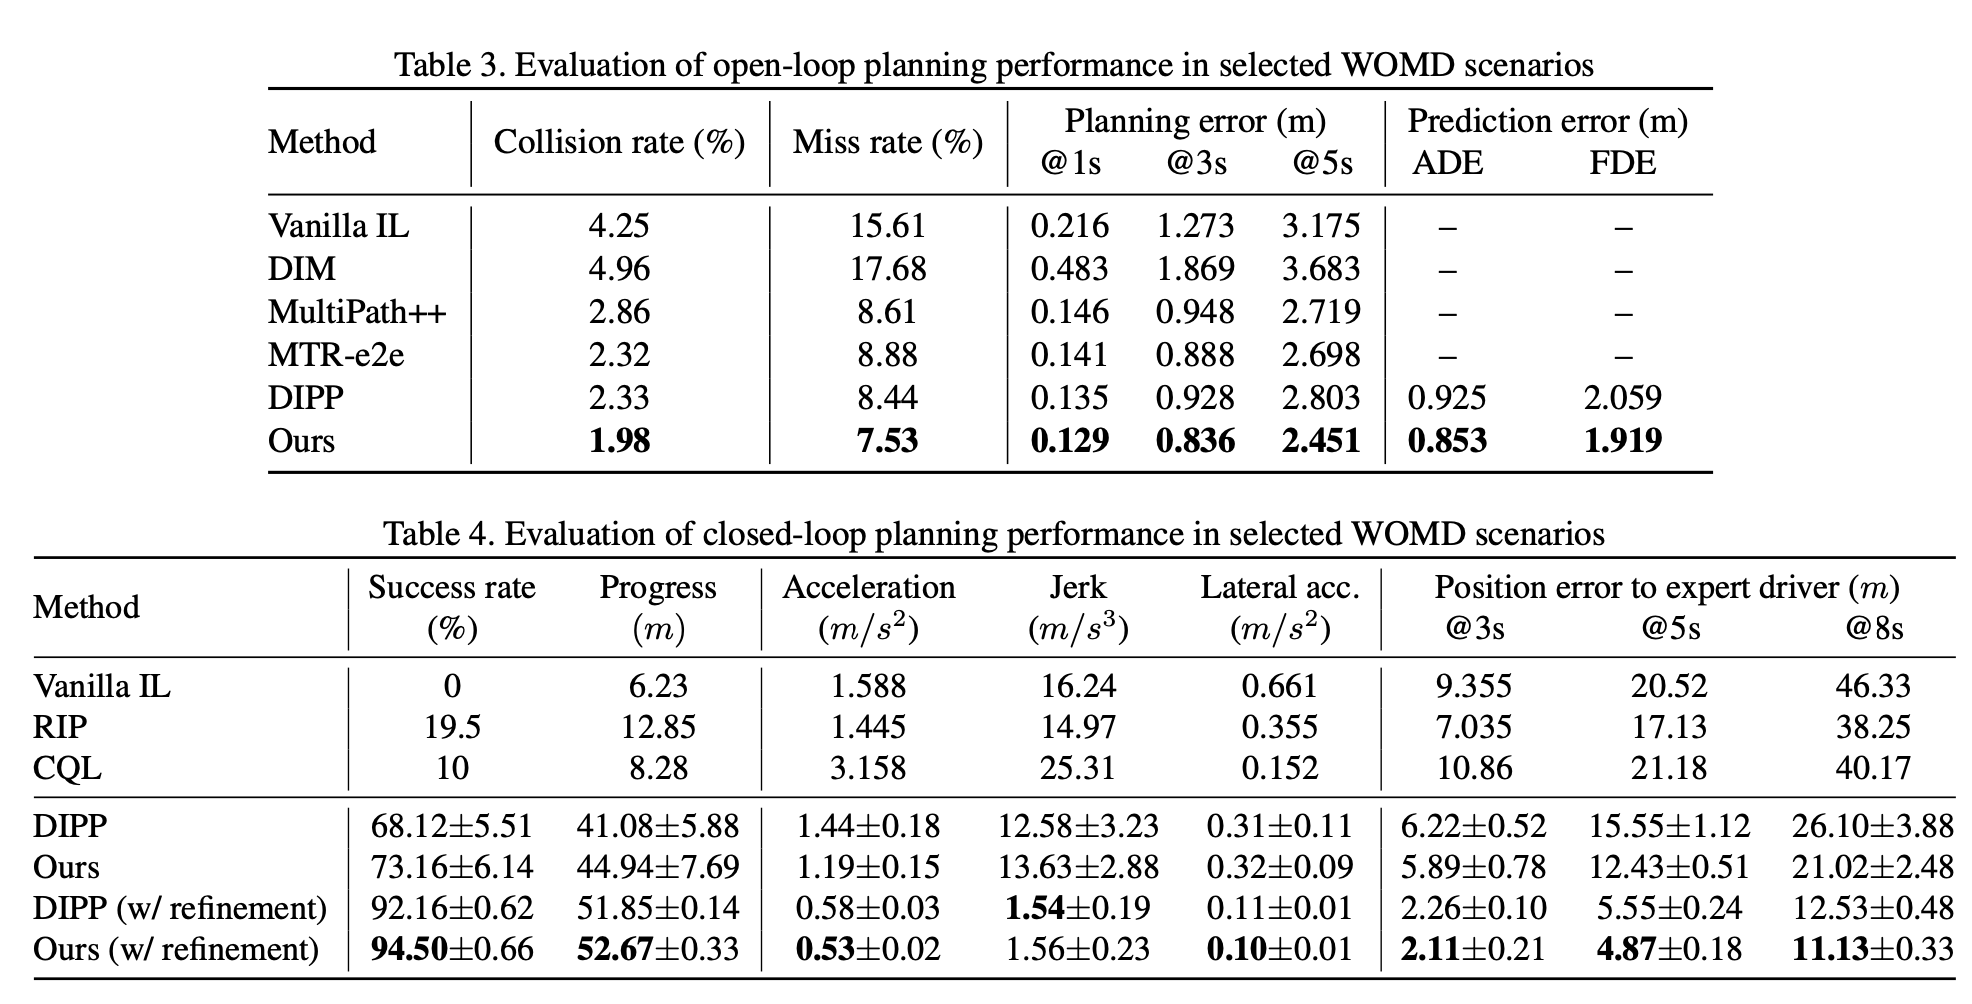 Table 3. Evaluation of open-loop planning performance in selected WOMD scenarios
Method Collision rate (%) Miss rate (%) Planning error (m) Prediction error (m)
@1s @3s @5s ADE FDE
Vanilla IL 4.25 15.61 0.216 1.273 3.175 – –
DIM 4.96 17.68 0.483 1.869 3.683 – –
MultiPath++ 2.86 8.61 0.146 0.948 2.719 – –
MTR-e2e 2.32 8.88 0.141 0.888 2.698 – –
DIPP 2.33 8.44 0.135 0.928 2.803 0.925 2.059
Ours 1.98 7.53 0.129 0.836 2.451 0.853 1.919
Table 4. Evaluation of closed-loop planning performance in selected WOMD scenarios
Method Success rate Progress Acceleration Jerk Lateral acc. Position error to expert driver (m)
(%) (m) (m/s²) (m/s³) (m/s²) @3s @5s @8s
Vanilla IL 0 6.23 1.588 16.24 0.661 9.355 20.52 46.33
RIP 19.5 12.85 1.445 14.97 0.355 7.035 17.13 38.25
CQL 10 8.28 3.158 25.31 0.152 10.86 21.18 40.17
DIPP 68.12±5.51 41.08±5.88 1.44±0.18 12.58±3.23 0.31±0.11 6.22±0.52 15.55±1.12 26.10±3.88
Ours 73.16±6.14 44.94±7.69 1.19±0.15 13.63±2.88 0.32±0.09 5.89±0.78 12.43±0.51 21.02±2.48
DIPP (w/ refinement) 92.16±0.62 51.85±0.14 0.58±0.03 1.54±0.19 0.11±0.01 2.26±0.10 5.55±0.24 12.53±0.48
Ours (w/ refinement) 94.50±0.66 52.67±0.33 0.53±0.02 1.56±0.23 0.10±0.01 2.11±0.21 4.87±0.18 11.13±0.33